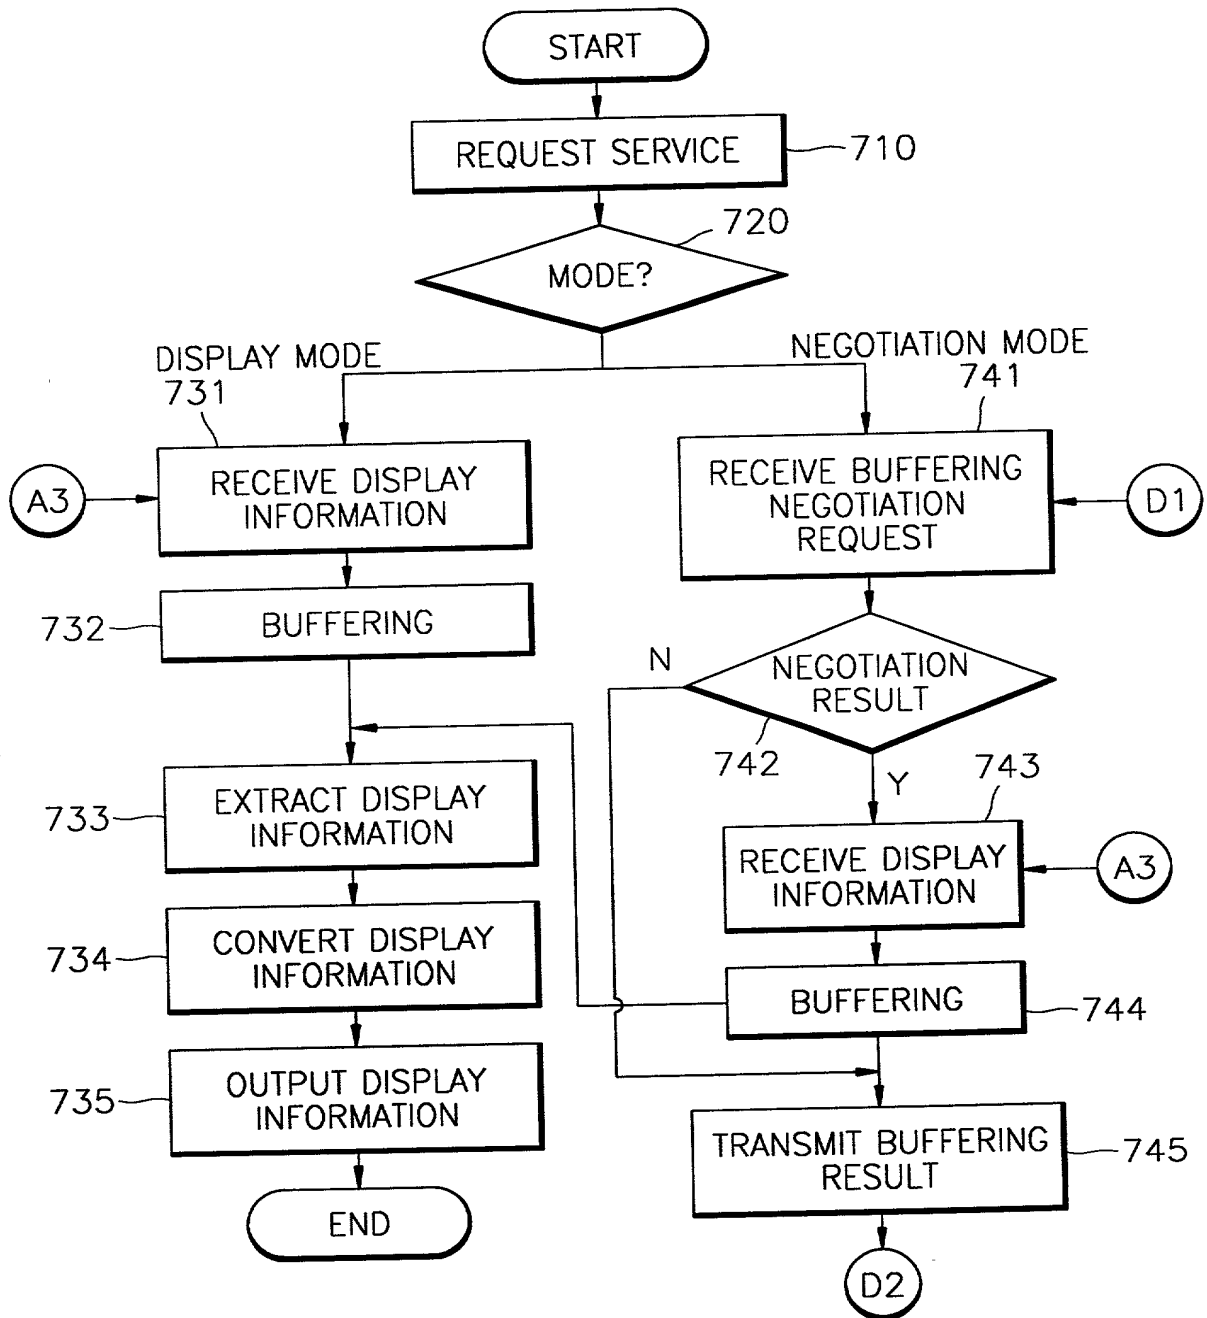 START
REQUEST SERVICE
710
720
MODE?
DISPLAY MODE
731
NEGOTIATION MODE
741
A3
RECEIVE DISPLAY
INFORMATION
RECEIVE BUFFERING
NEGOTIATION
REQUEST
D1
732
BUFFERING
N
NEGOTIATION
RESULT
742
Y
743
733
EXTRACT DISPLAY
INFORMATION
RECEIVE DISPLAY
INFORMATION
A3
734
CONVERT DISPLAY
INFORMATION
BUFFERING
744
735
OUTPUT DISPLAY
INFORMATION
TRANSMIT BUFFERING
RESULT
745
END
D2